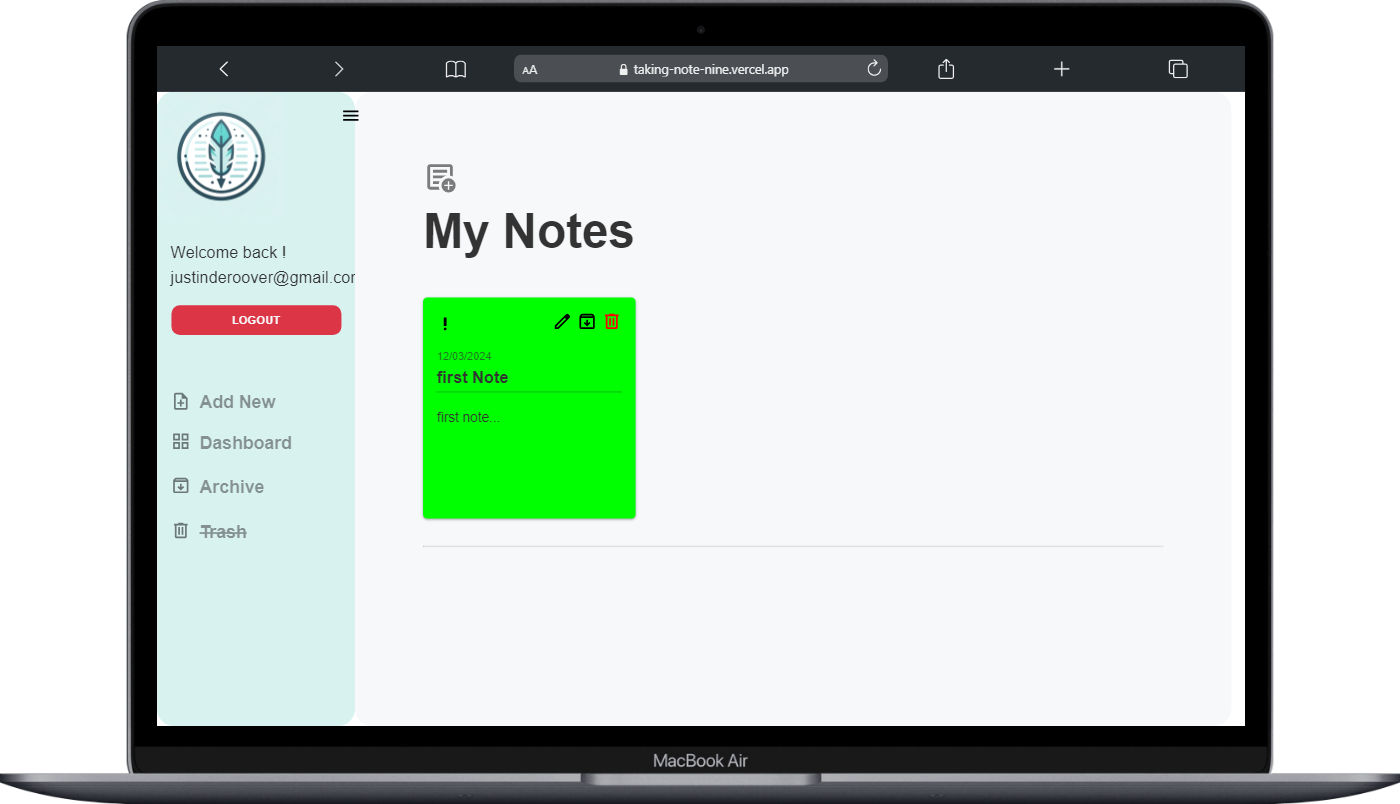 AA taking-note-nine.vercel.app
Welcome back !
justinderoover@gmail.com
LOGOUT
Add New
Dashboard
Archive
Trash
My Notes
!
12/03/2024
first Note
first note...
MacBook Air